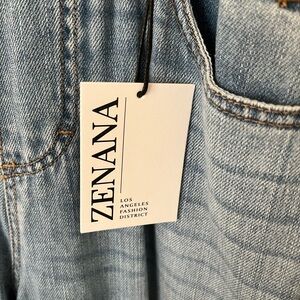 ZENANA
LOS
ANGELES
FASHION
DISTRICT